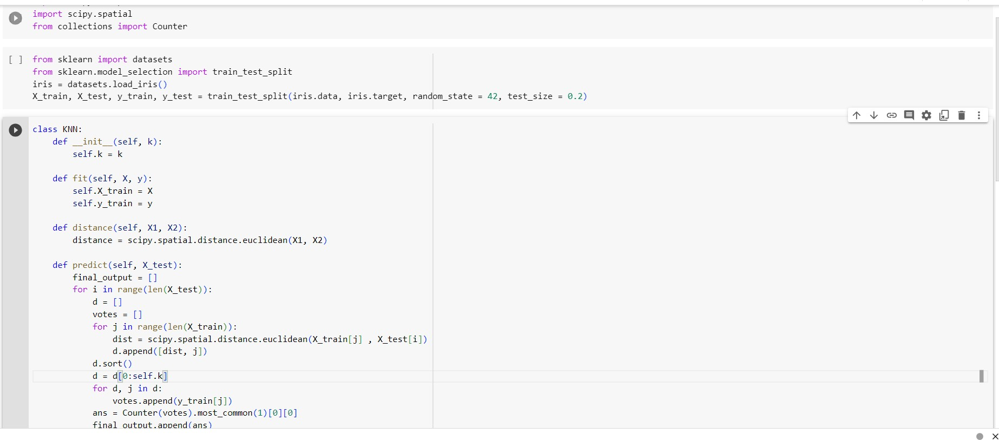 import scipy.spatial
from collections import Counter
[ ] from sklearn import datasets
from sklearn.model_selection import train_test_split
iris = datasets.load_iris()
X_train, X_test, y_train, y_test = train_test_split(iris.data, iris.target, random_state = 42, test_size = 0.2)
class KNN:
    def __init__(self, k):
        self.k = k
    def fit(self, X, y):
        self.X_train = X
        self.y_train = y
    def distance(self, X1, X2):
        distance = scipy.spatial.distance.euclidean(X1, X2)
    def predict(self, X_test):
        final_output = []
        for i in range(len(X_test)):
            d = []
            votes = []
            for j in range(len(X_train)):
                dist = scipy.spatial.distance.euclidean(X_train[j] , X_test[i])
                d.append([dist, j])
            d.sort()
            d = d[0:self.k]
            for d, j in d:
                votes.append(y_train[j])
            ans = Counter(votes).most_common(1)[0][0]
            final_output.append(ans)